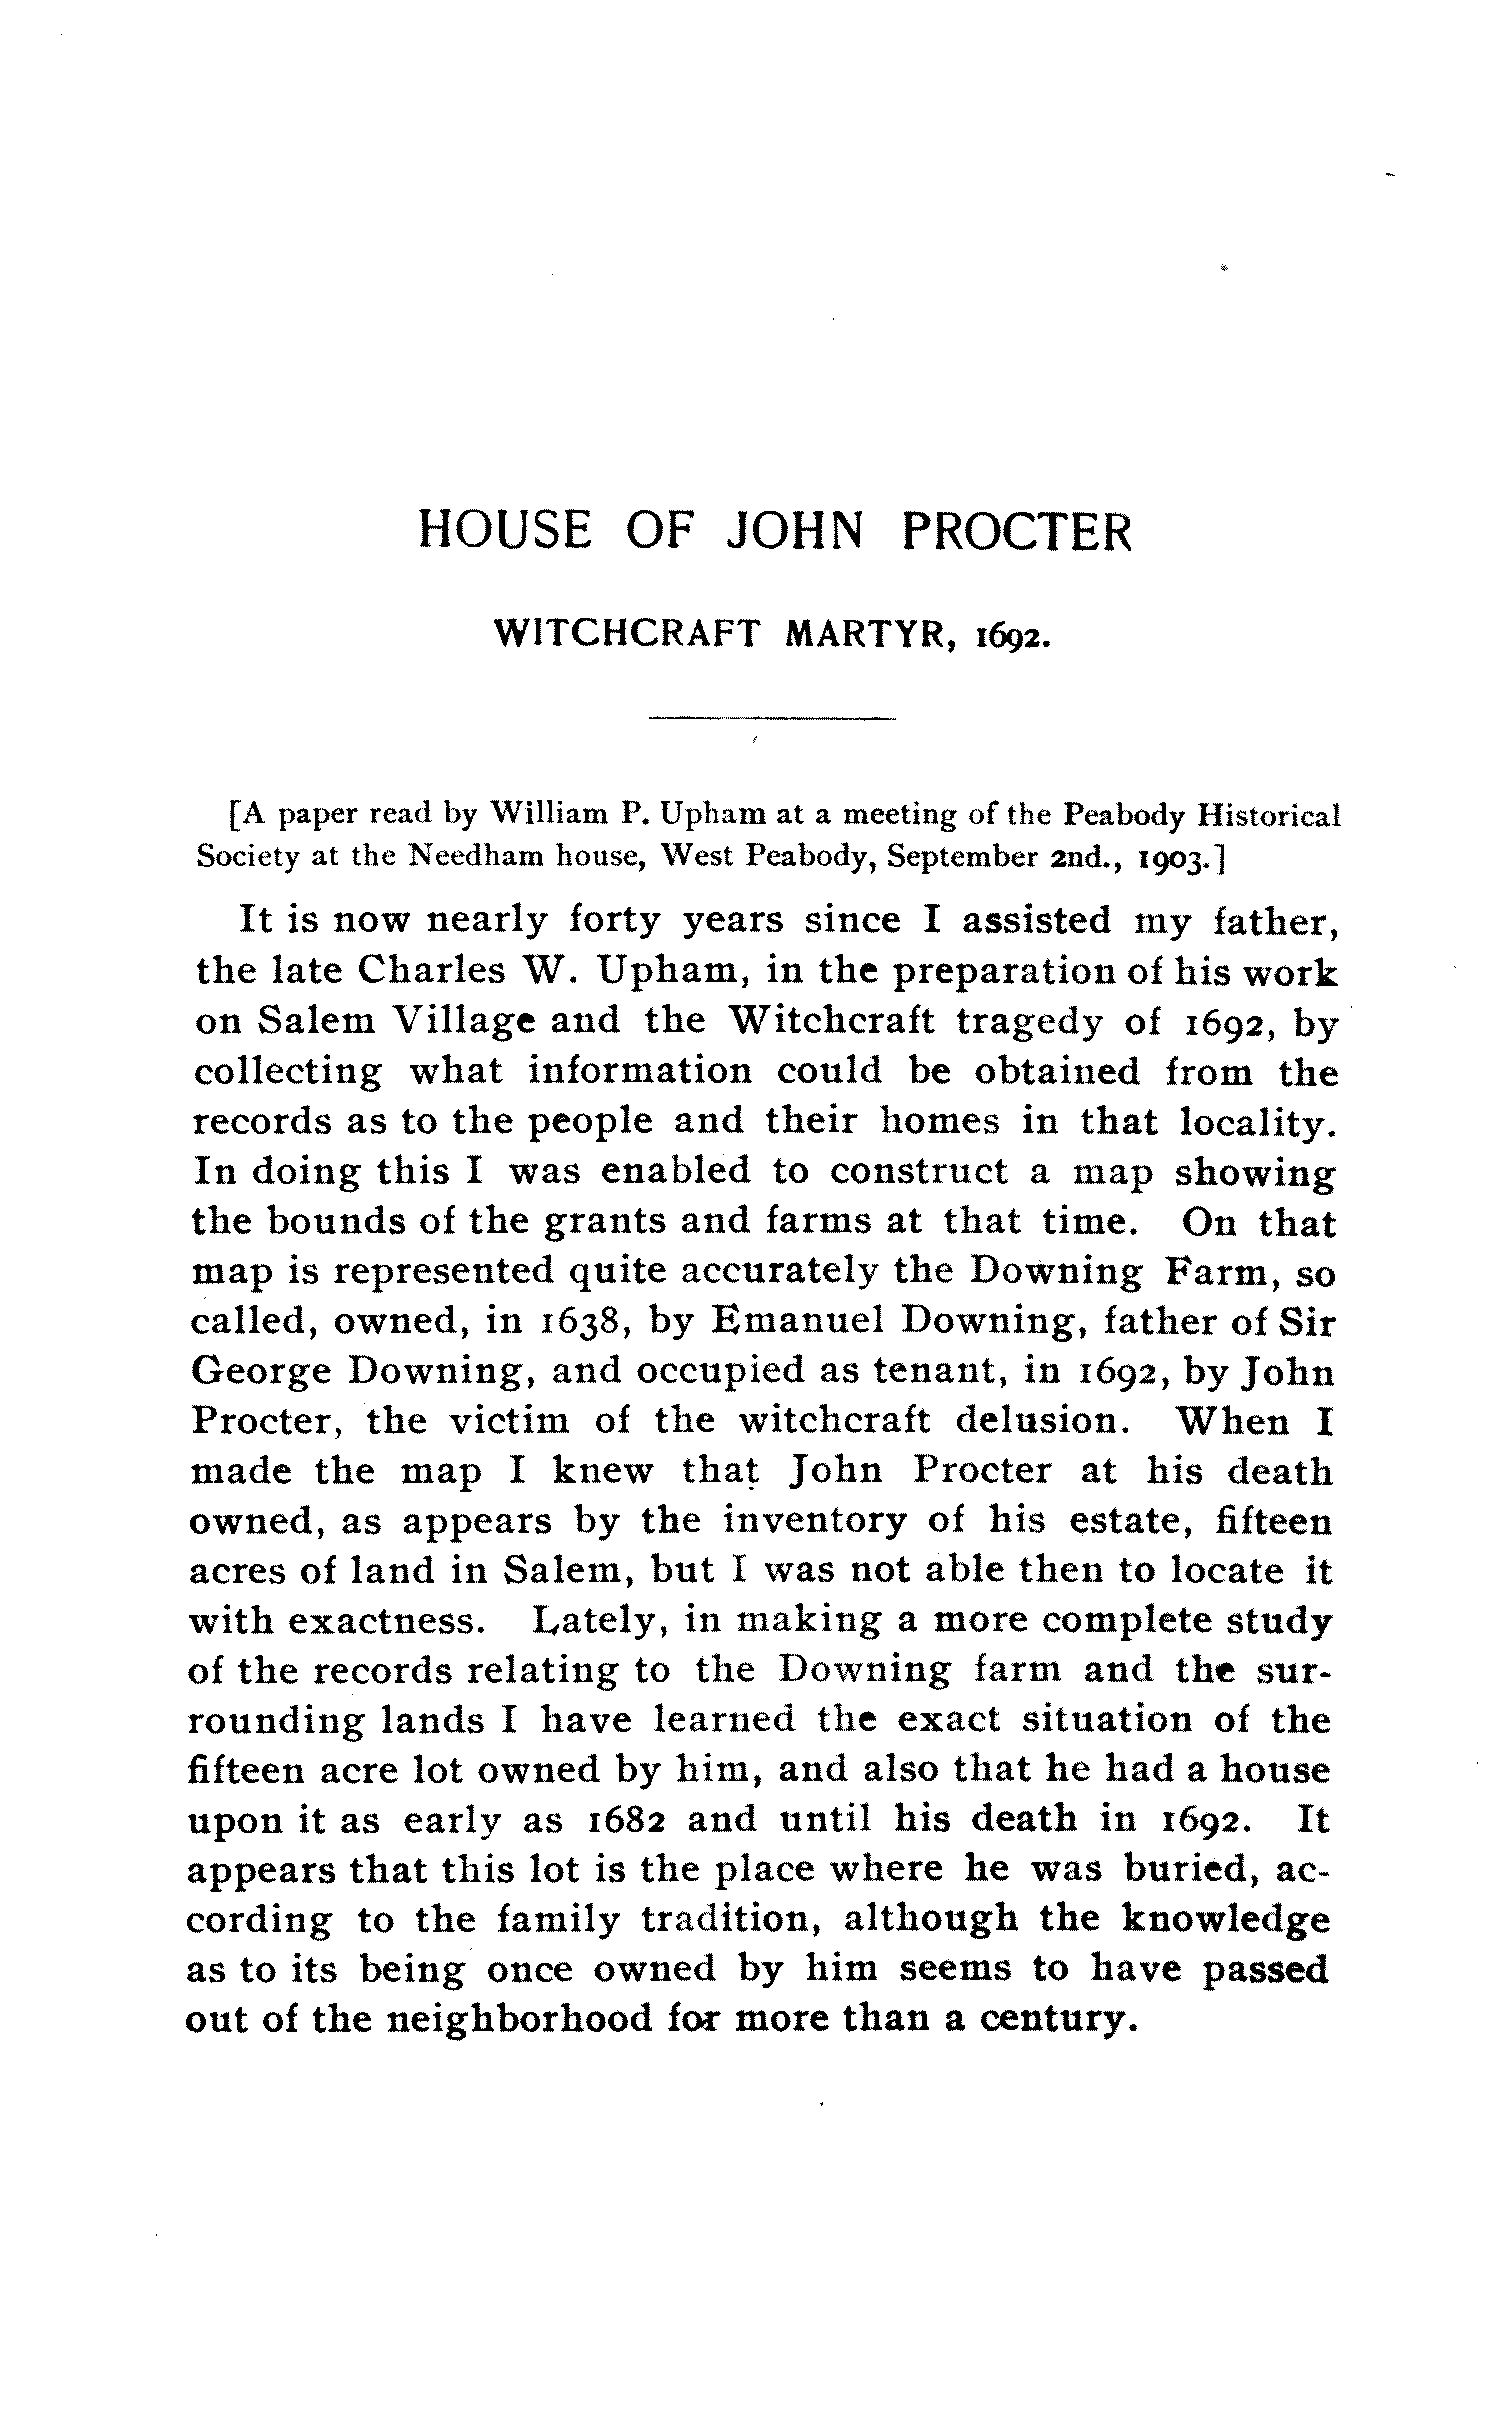 HOUSE OF JOHN PROCTER
WITCHCRAFT MARTYR, 1692.
[A paper read by William P. Upham at a meeting of the Peabody Historical
Society at the Needham house, West Peabody, September 2nd., 1903.]
It is now nearly forty years since I assisted my father,
the late Charles W. Upham, in the preparation of his work
on Salem Village and the Witchcraft tragedy of 1692, by
collecting what information could be obtained from the
records as to the people and their homes in that locality.
In doing this I was enabled to construct a map showing
the bounds of the grants and farms at that time. On that
map is represented quite accurately the Downing Farm, so
called, owned, in 1638, by Emanuel Downing, father of Sir
George Downing, and occupied as tenant, in 1692, by John
Procter, the victim of the witchcraft delusion. When I
made the map I knew that John Procter at his death
owned, as appears by the inventory of his estate, fifteen
acres of land in Salem, but I was not able then to locate it
with exactness. Lately, in making a more complete study
of the records relating to the Downing farm and the sur-
rounding lands I have learned the exact situation of the
fifteen acre lot owned by him, and also that he had a house
upon it as early as 1682 and until his death in 1692. It
appears that this lot is the place where he was buried, ac-
cording to the family tradition, although the knowledge
as to its being once owned by him seems to have passed
out of the neighborhood for more than a century.